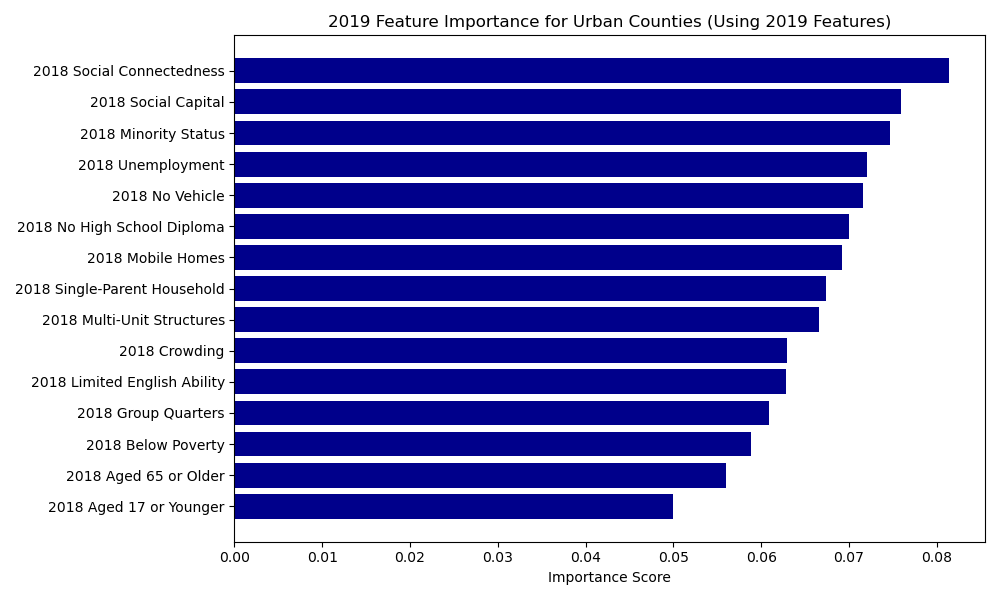 2019 Feature Importance for Urban Counties (Using 2019 Features)
2018 Social Connectedness
2018 Social Capital
2018 Minority Status
2018 Unemployment
2018 No Vehicle
2018 No High School Diploma
2018 Mobile Homes
2018 Single-Parent Household
2018 Multi-Unit Structures
2018 Crowding
2018 Limited English Ability
2018 Group Quarters
2018 Below Poverty
2018 Aged 65 or Older
2018 Aged 17 or Younger
0.00 0.01 0.02 0.03 0.04 0.05 0.06 0.07 0.08
Importance Score